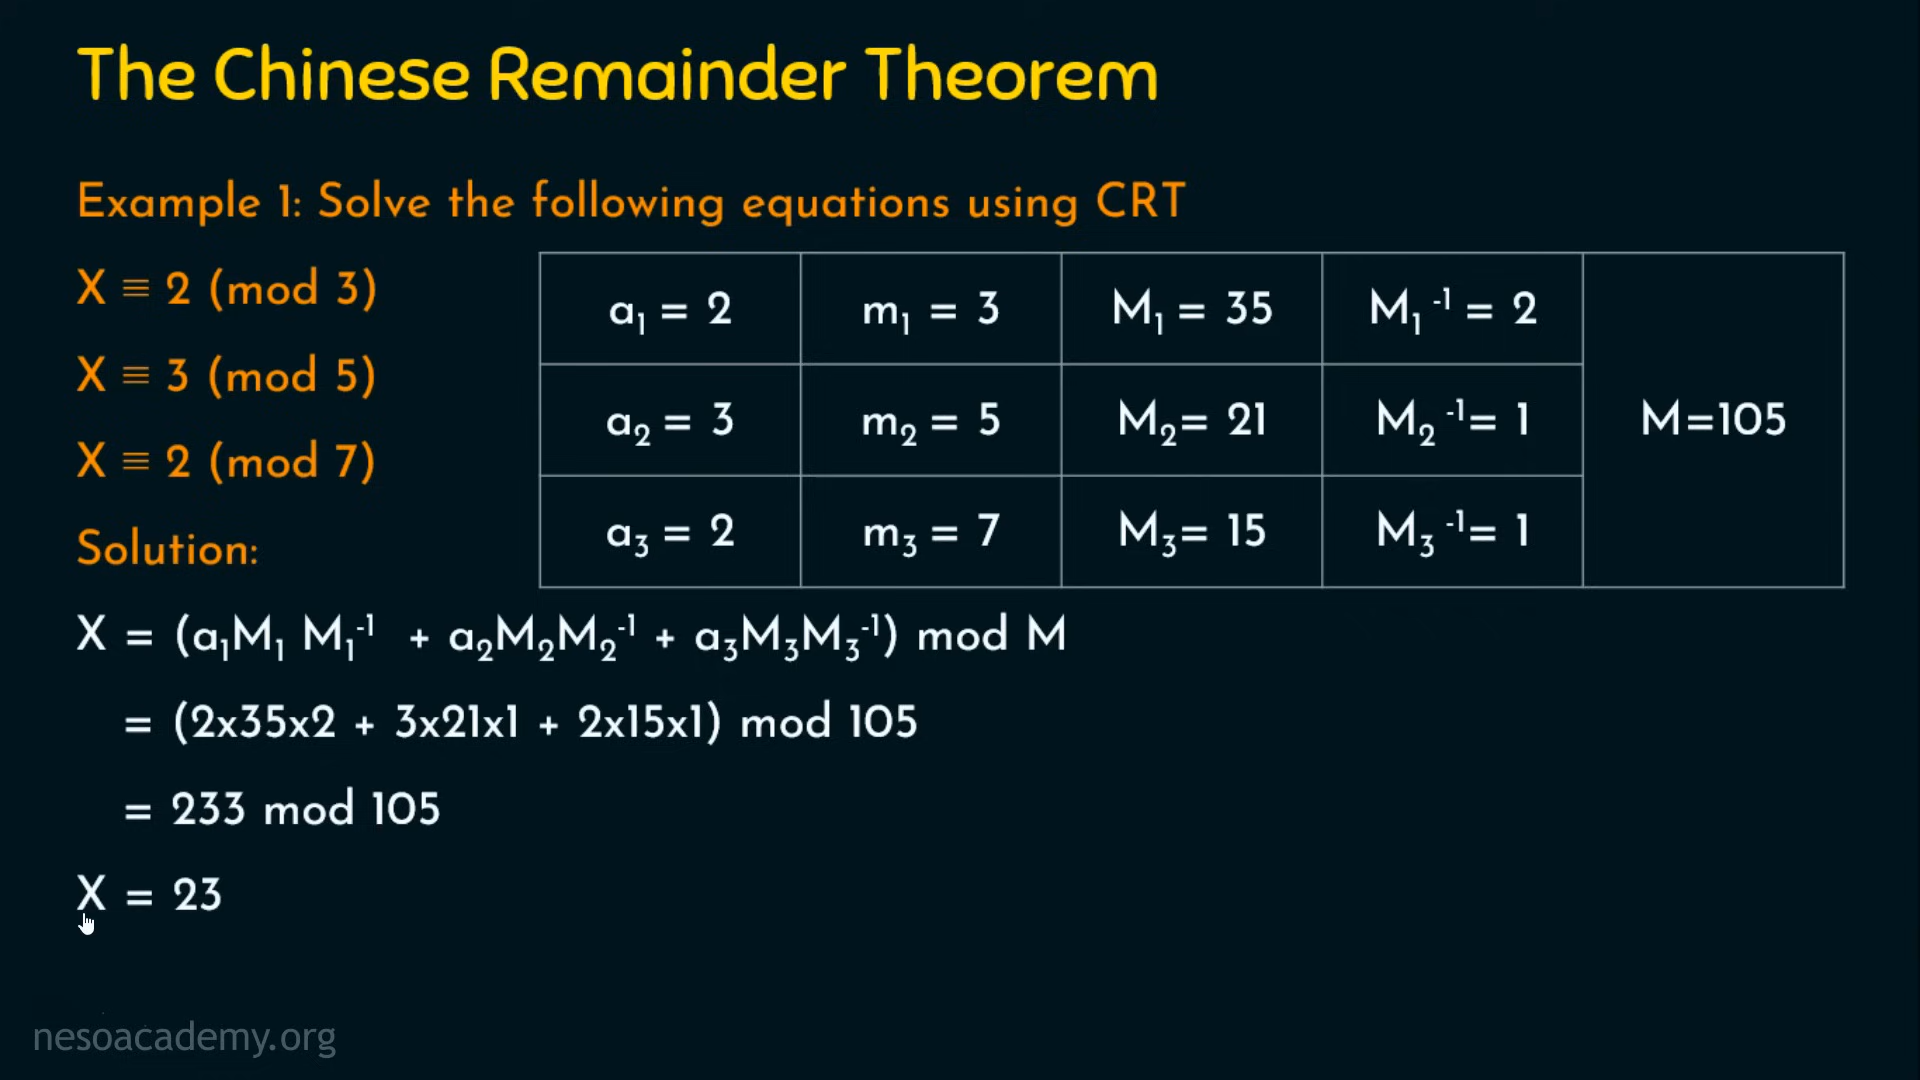 The Chinese Remainder Theorem
Example 1: Solve the following equations using CRT
X ≡ 2 (mod 3)
X ≡ 3 (mod 5)
X ≡ 2 (mod 7)
a₁ = 2 m₁ = 3 M₁ = 35 M₁⁻¹ = 2
a₂ = 3 m₂ = 5 M₂= 21 M₂⁻¹= 1 M=105
a₃ = 2 m₃ = 7 M₃= 15 M₃⁻¹= 1
Solution:
X = (a₁M₁ M₁⁻¹ + a₂M₂M₂⁻¹ + a₃M₃M₃⁻¹) mod M
= (2x35x2 + 3x21x1 + 2x15x1) mod 105
= 233 mod 105
X = 23
nesoacademy.org